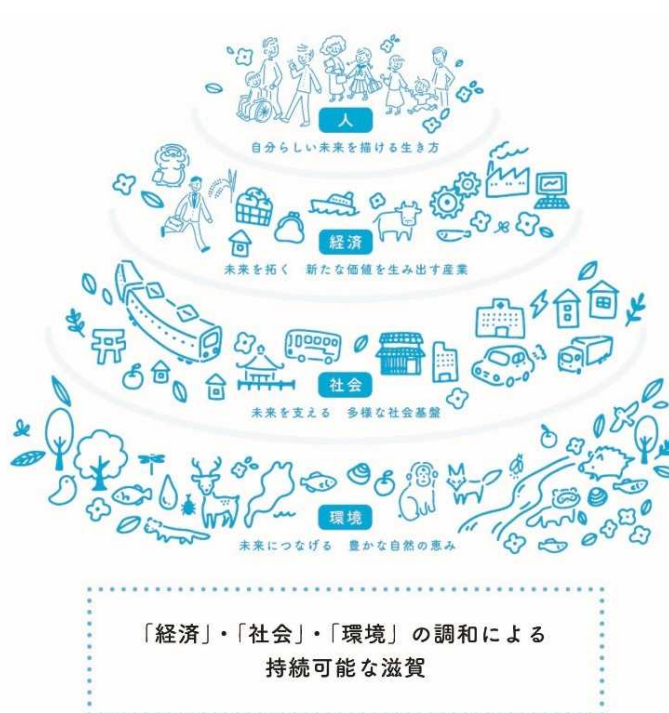 人
自分らしい未来を描ける生き方
経済
未来を拓く 新たな価値を生み出す産業
社会
未来を支える 多様な社会基盤
環境
未来につなげる 豊かな自然の恵み
「経済」・「社会」・「環境」の調和による
持続可能な滋賀